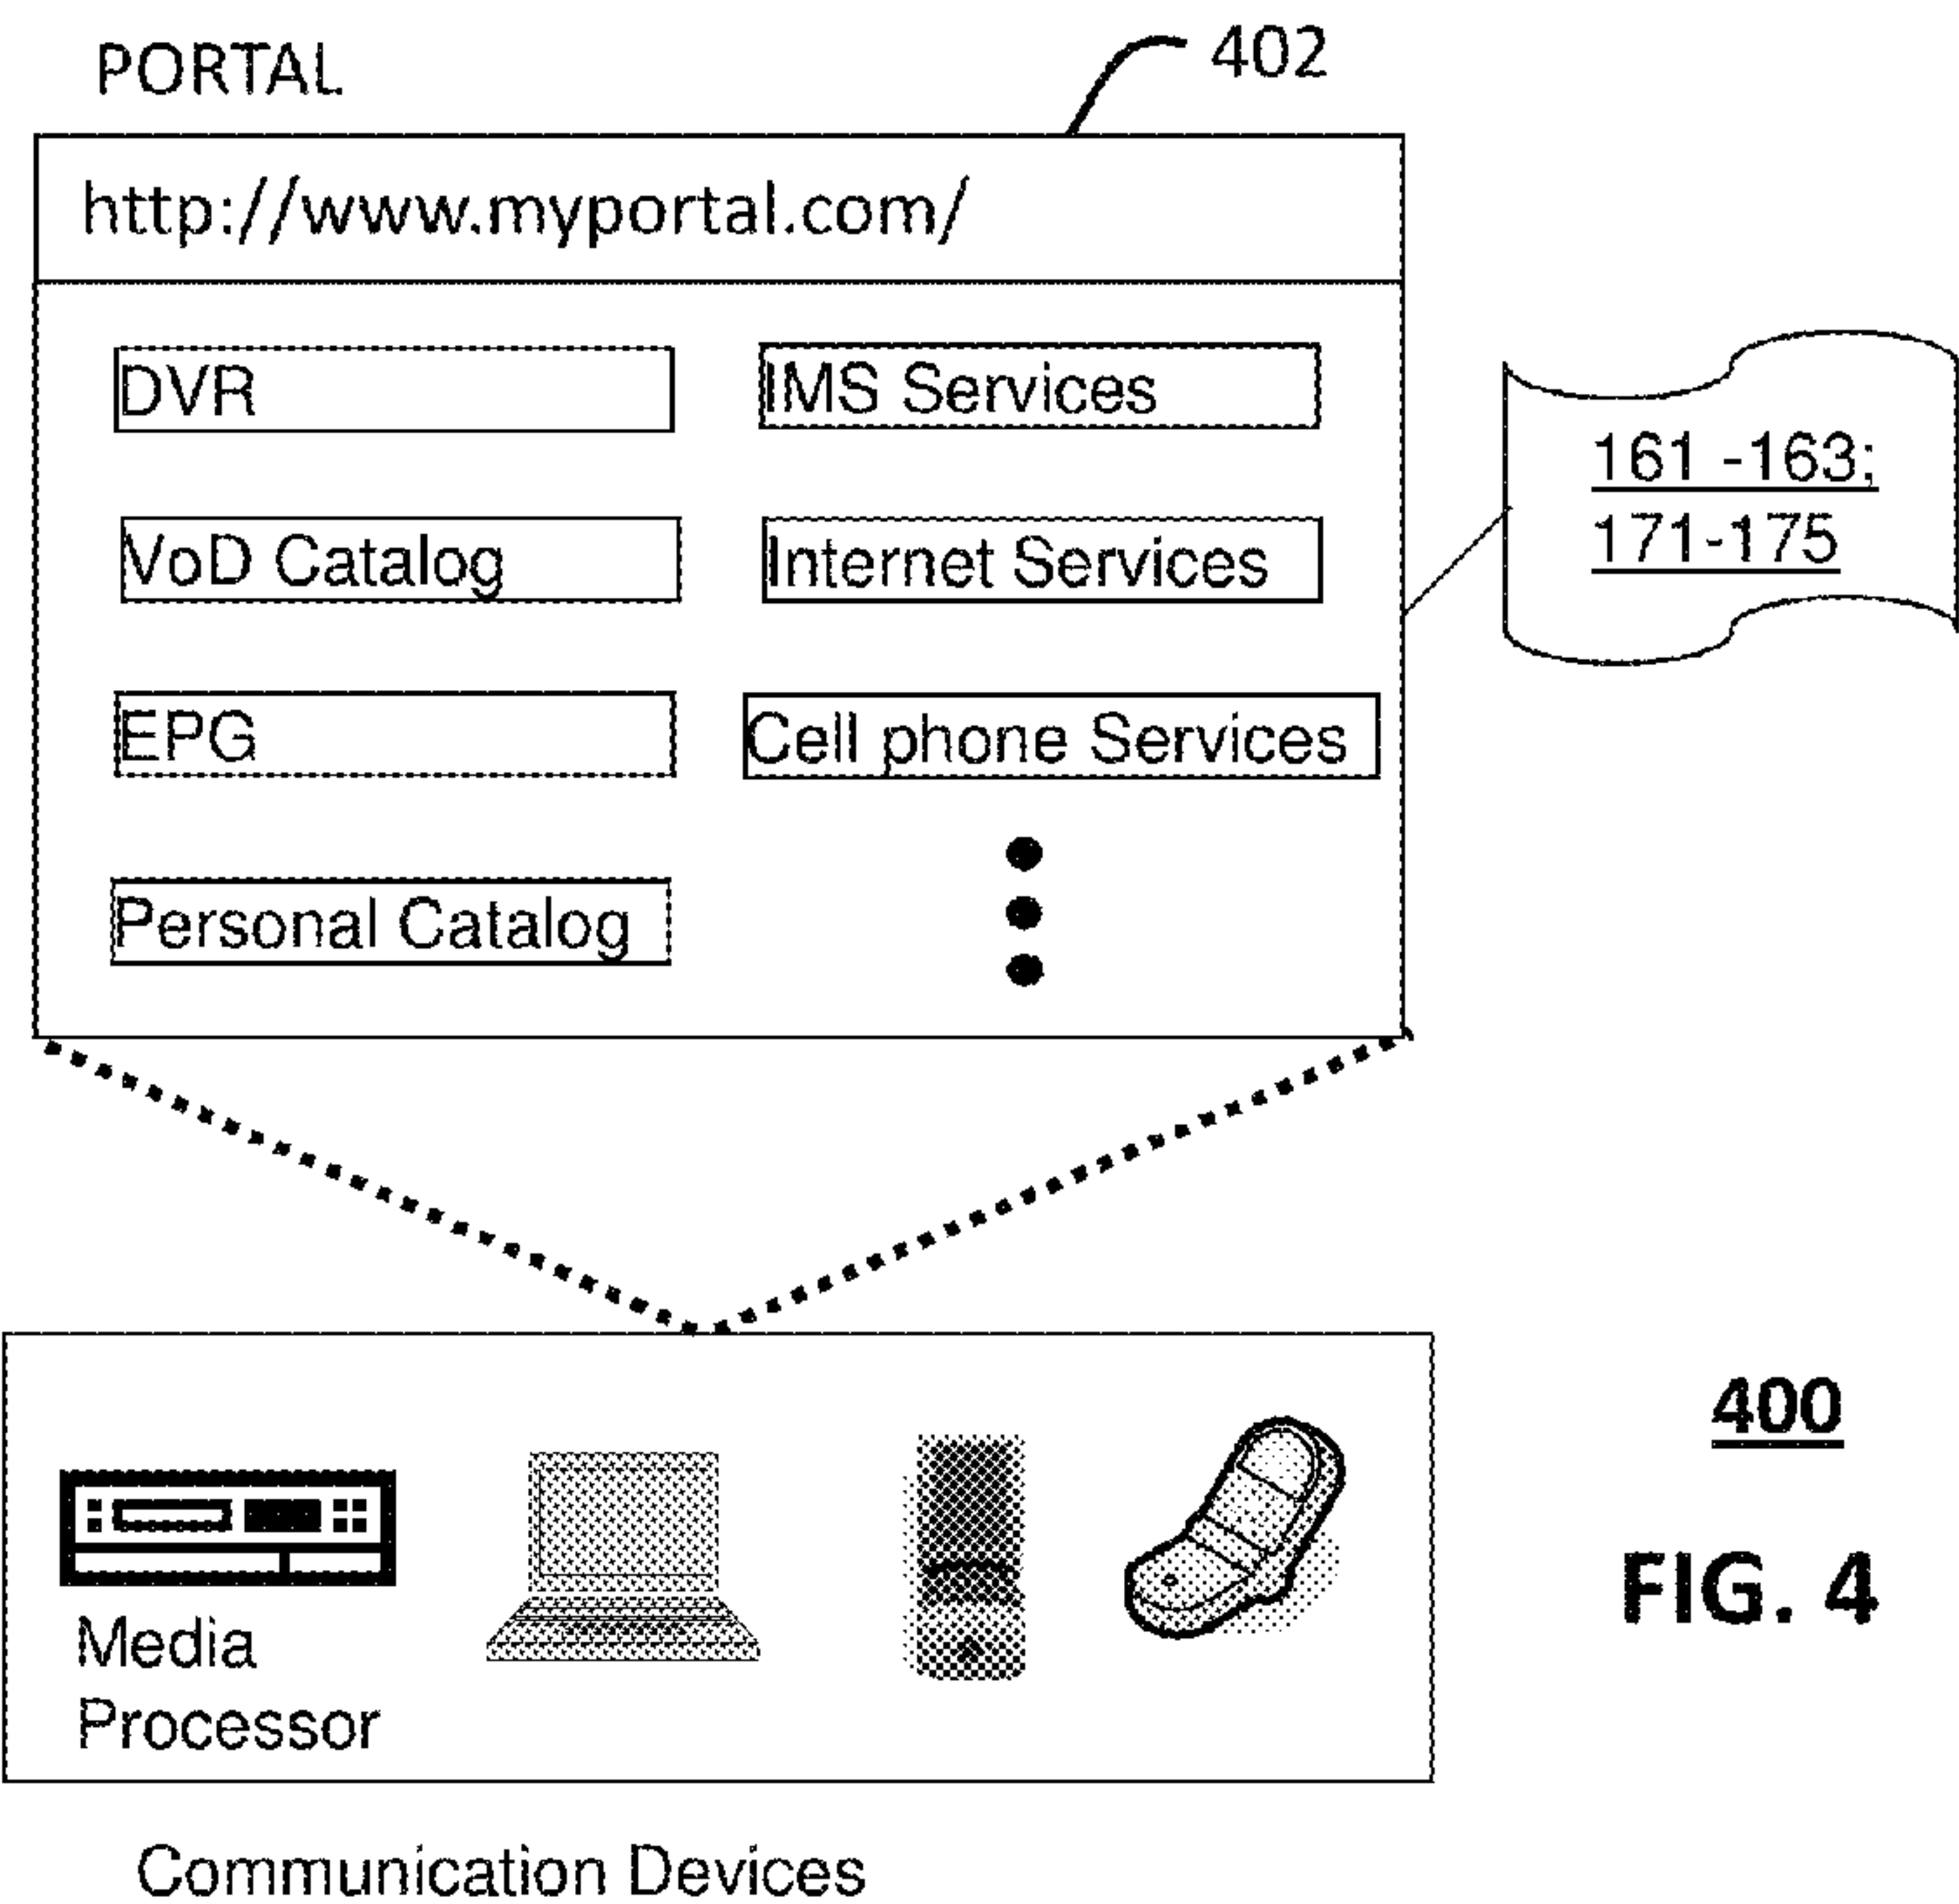 PORTAL
402
http://www.myportal.com/
DVR
IMS Services
VoD Catalog
Internet Services
EPG
Cell phone Services
Personal Catalog
161 -163;
171-175
Media
Processor
Communication Devices
400
FIG. 4